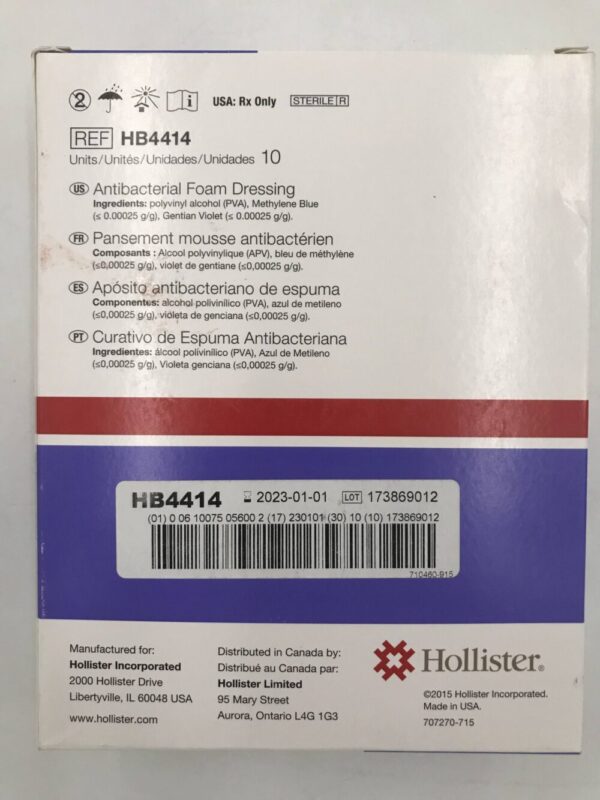 USA: Rx Only STERILE R
REF HB4414
Units/Unités/Unidades/Unidades 10
US Antibacterial Foam Dressing
Ingredients: polyvinyl alcohol (PVA), Methylene Blue
(≤ 0.00025 g/g), Gentian Violet (≤ 0.00025 g/g).
FR Pansement mousse antibactérien
Composants : Alcool polyvinylique (APV), bleu de méthylène
(≤0,00025 g/g), violet de gentiane (≤0,00025 g/g).
ES Apósito antibacteriano de espuma
Componentes: alcohol polivinílico (PVA), azul de metileno
(≤0,00025 g/g), violeta de genciana (≤0,00025 g/g).
PT Curativo de Espuma Antibacteriana
Ingredientes: álcool polivinílico (PVA), Azul de Metileno
(≤0,00025 g/g), Violeta genciana (≤0,00025 g/g).
HB4414 2023-01-01 LOT 173869012
(01) 0 06 10075 05600 2 (17) 230101 (30) 10 (10) 173869012
710460-915
Manufactured for:
Hollister Incorporated
2000 Hollister Drive
Libertyville, IL 60048 USA
www.hollister.com
Distributed in Canada by:
Distribué au Canada par:
Hollister Limited
95 Mary Street
Aurora, Ontario L4G 1G3
Hollister®
©2015 Hollister Incorporated.
Made in USA.
707270-715